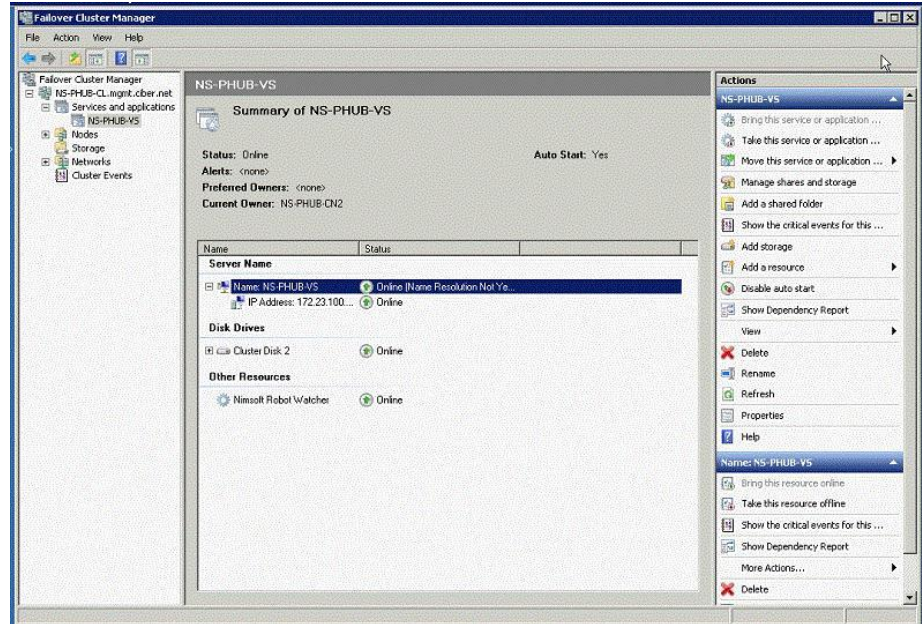 Failover Cluster Manager
File Action View Help
Failover Cluster Manager
NS-PHUB-CL.mgmt.ciber.net
Services and applications
NS-PHUB-VS
Nodes
Storage
Networks
Cluster Events
NS-PHUB-VS
Summary of NS-PHUB-VS
Status: Online
Auto Start: Yes
Alerts: <none>
Preferred Owners: <none>
Current Owner: NS-PHUB-CN2
Name Status
Server Name
Name: NS-PHUB-VS Online (Name Resolution Not Ye...
IP Address: 172.23.100.... Online
Disk Drives
Cluster Disk 2 Online
Other Resources
Nimsoft Robot Watcher Online
Actions
NS-PHUB-VS
Bring this service or application ...
Take this service or application ...
Move this service or application ...
Manage shares and storage
Add a shared folder
Show the critical events for this ...
Add storage
Add a resource
Disable auto start
Show Dependency Report
View
Delete
Rename
Refresh
Properties
Help
Name: NS-PHUB-VS
Bring this resource online
Take this resource offline
Show the critical events for this ...
Show Dependency Report
More Actions...
Delete